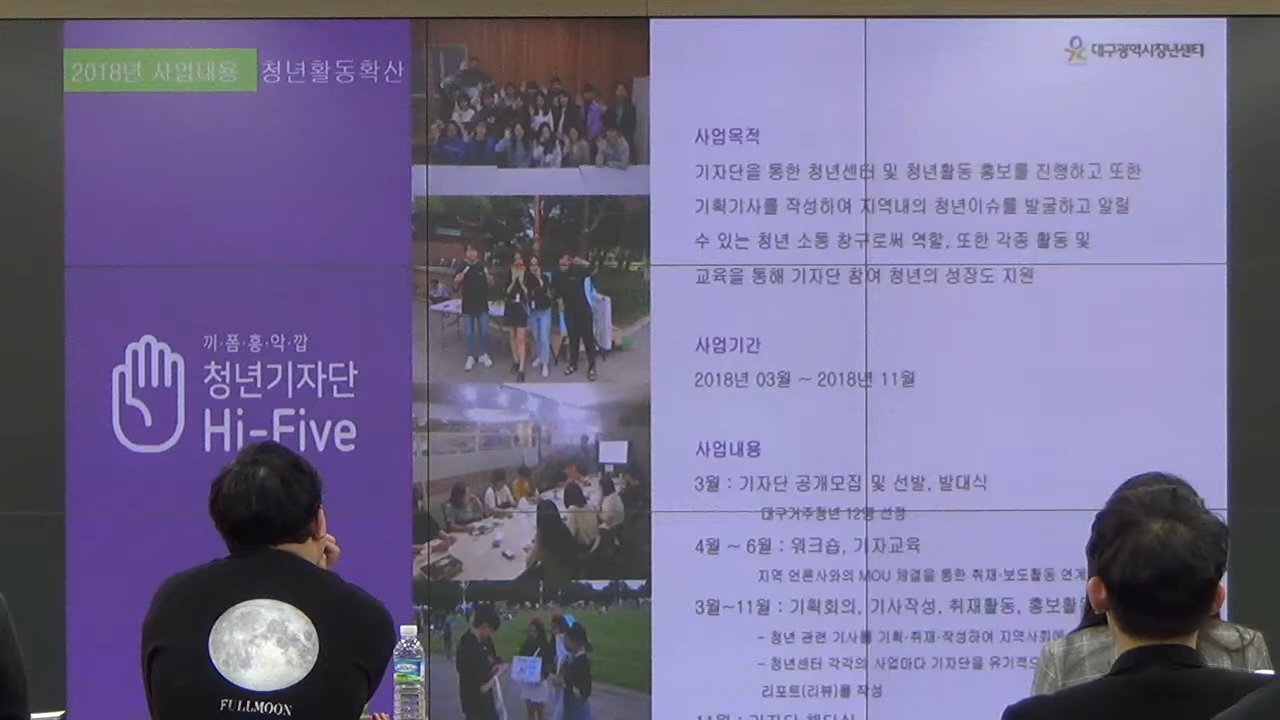 2018년 사업내용 청년활동확산
대구광역시청년센터
끼·폼·흥·악·깝
청년기자단
Hi-Five
사업목적
기자단을 통한 청년센터 및 청년활동 홍보를 진행하고 또한
기획기사를 작성하여 지역내의 청년이슈를 발굴하고 알릴
수 있는 청년 소통 창구로써 역할, 또한 각종 활동 및
교육을 통해 기자단 참여 청년의 성장도 지원
사업기간
2018년 03월 ~ 2018년 11월
사업내용
3월 : 기자단 공개모집 및 선발, 발대식
대구거주청년 12명 선정
4월 ~ 6월 : 워크숍, 기자교육
지역 언론사와의 MOU 체결을 통한 취재·보도활동 연계
3월~11월 : 기획회의, 기사작성, 취재활동, 홍보활
- 청년 관련 기사를 기획·취재·작성하여 지역사회에
- 청년센터 각각의 사업마다 기자단을 유기적으
리포트(리뷰)를 작성
11월 : 기자단 해단식
FULLMOON